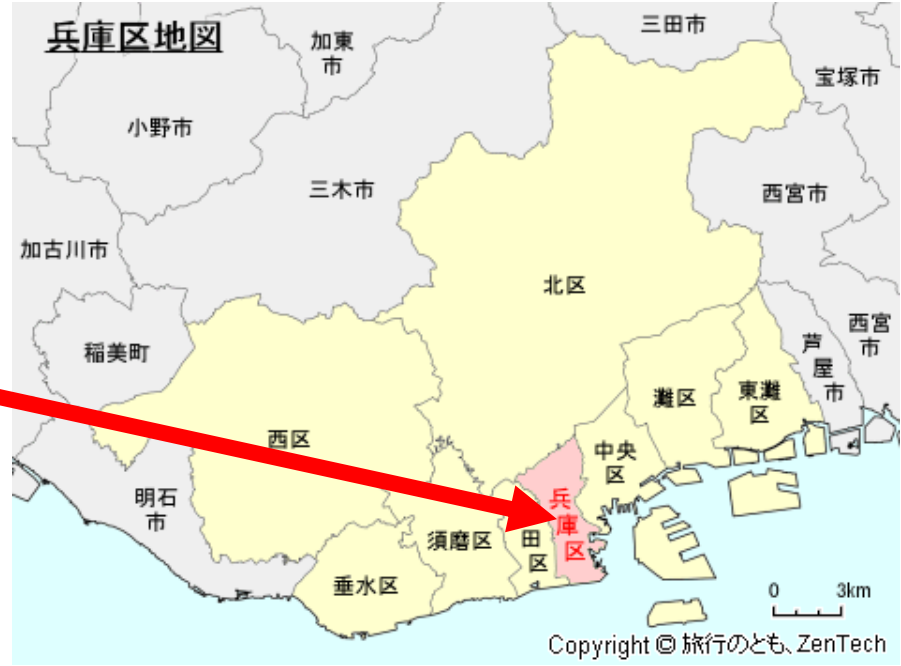 兵庫区地図
加東
市
三田市
宝塚市
小野市
三木市
西宮市
加古川市
北区
稲美町
芦
屋
市
西宮
市
灘区
東灘
区
西区
中央
区
明石
市
須磨区
田
区
兵
庫
区
垂水区
0 3km
Copyright © 旅行のとも、ZenTech